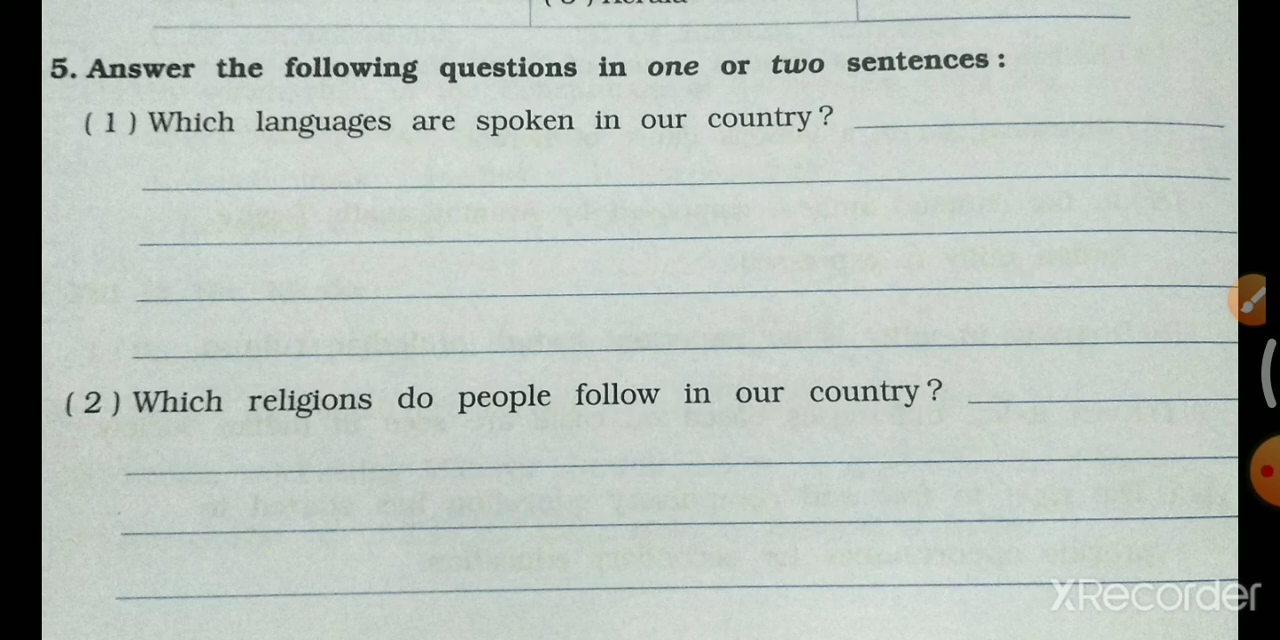 5. Answer the following questions in one or two sentences :
( 1 ) Which languages are spoken in our country ?
( 2 ) Which religions do people follow in our country ?
XRecorder